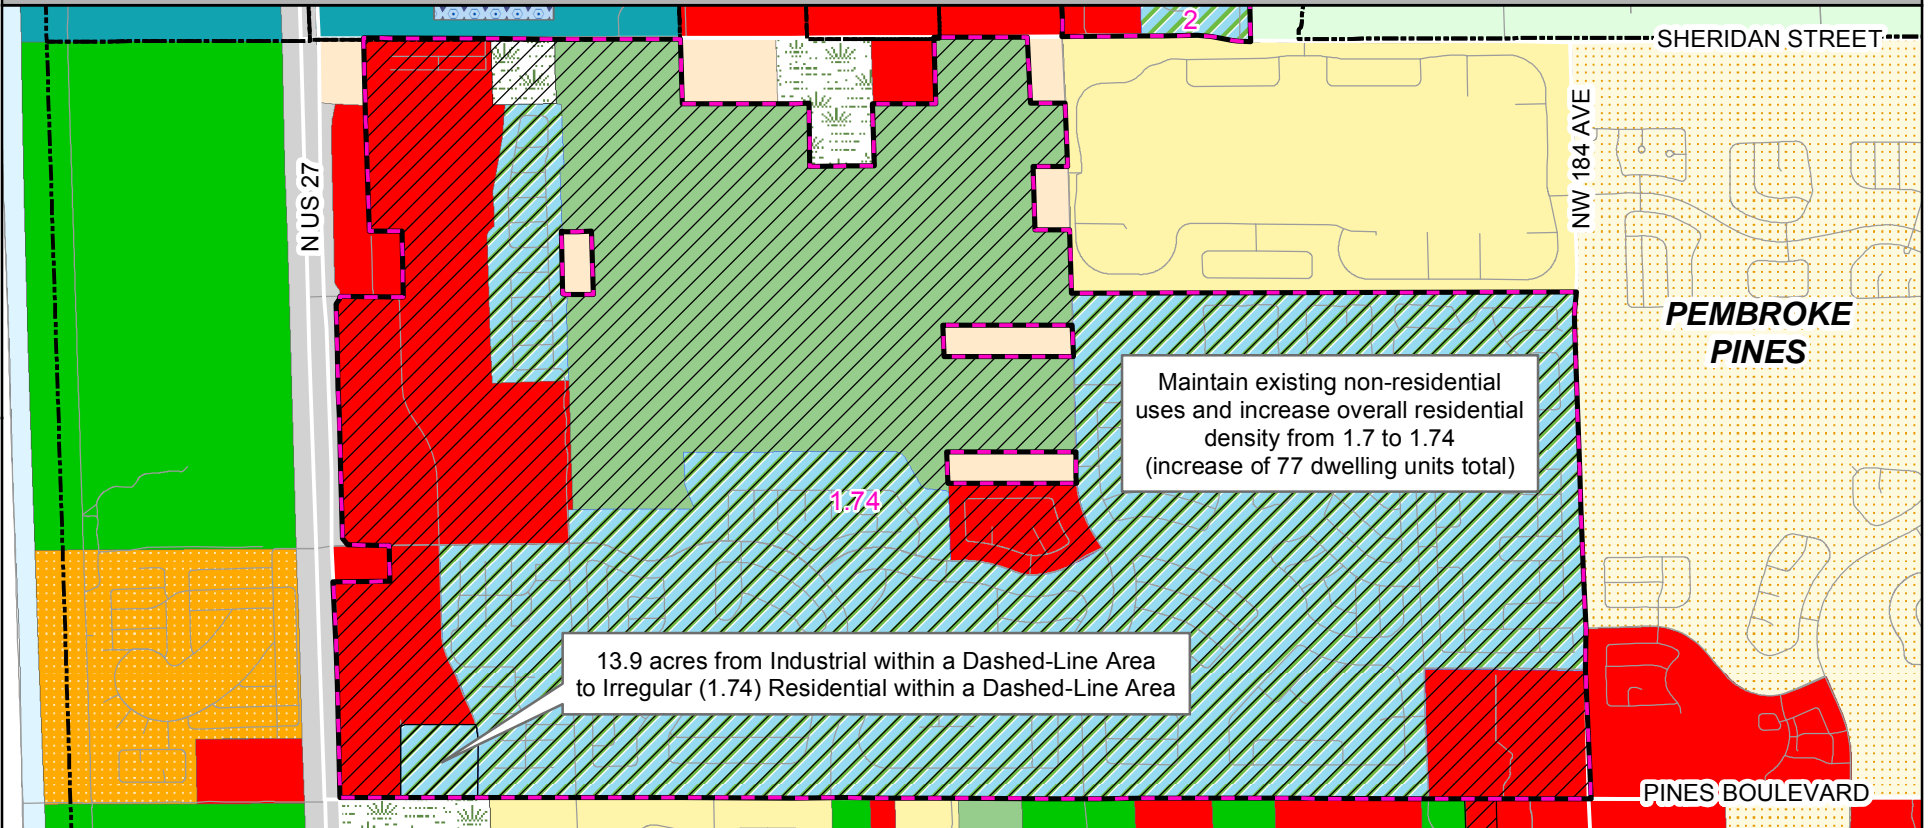 2
SHERIDAN STREET
N US 27
NW 184 AVE
PEMBROKE
PINES
Maintain existing non-residential
uses and increase overall residential
density from 1.7 to 1.74
(increase of 77 dwelling units total)
1.74
13.9 acres from Industrial within a Dashed-Line Area
to Irregular (1.74) Residential within a Dashed-Line Area
PINES BOULEVARD